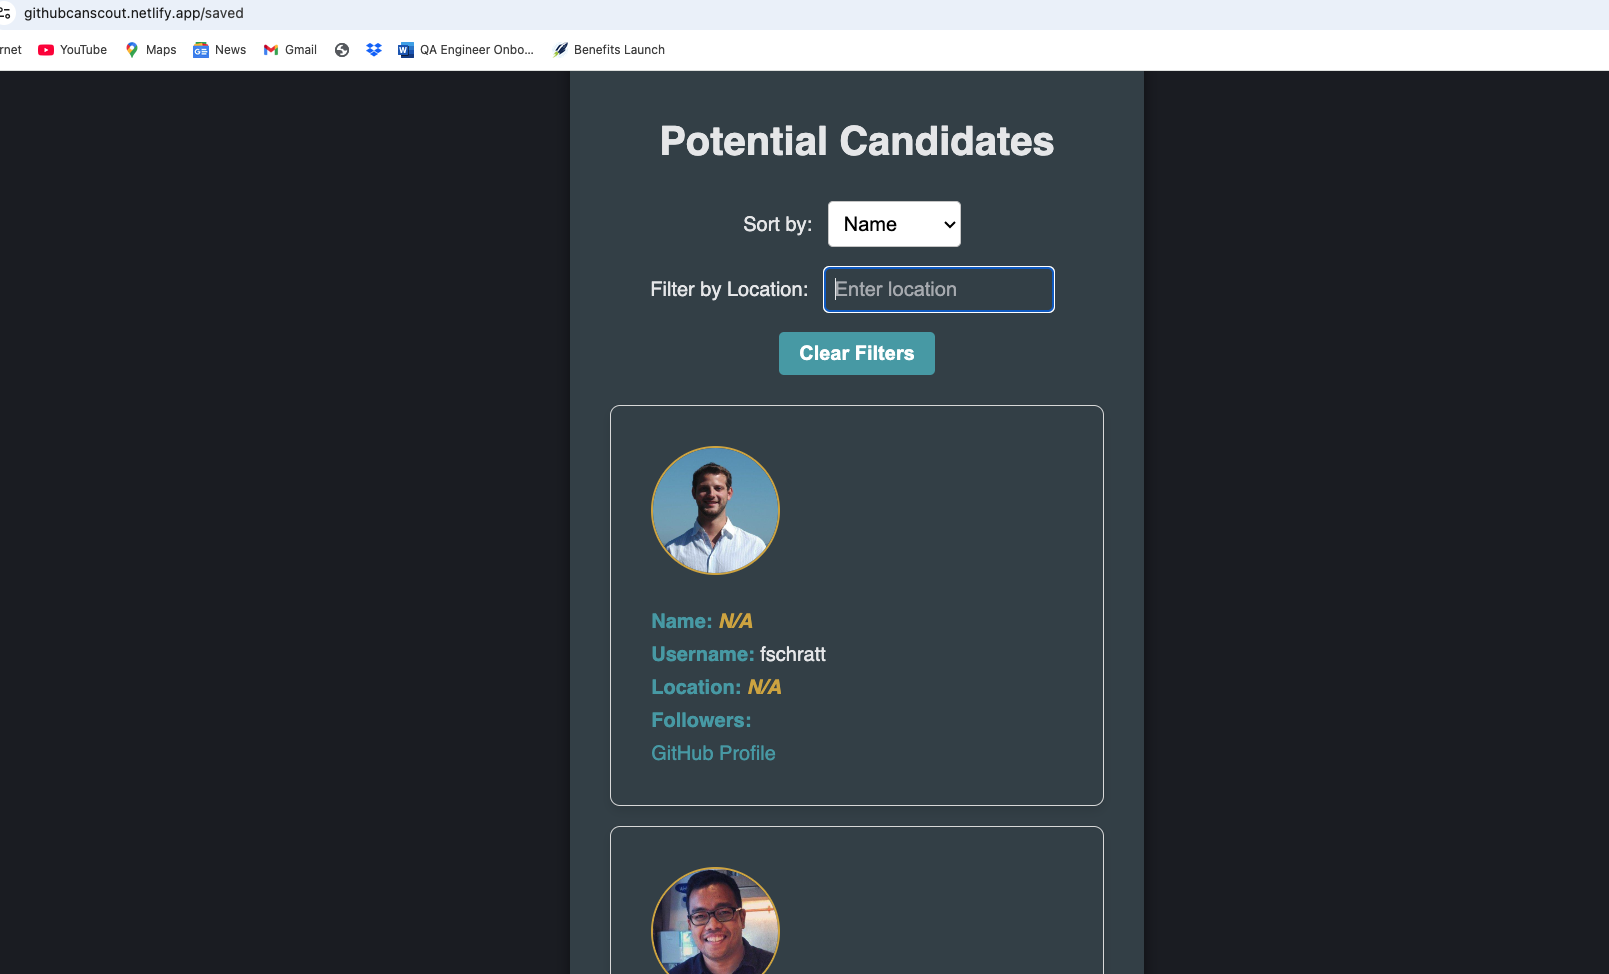 githubcanscout.netlify.app/saved
rnet YouTube Maps News Gmail QA Engineer Onbo... Benefits Launch
Potential Candidates
Sort by: Name
Filter by Location: Enter location
Clear Filters
Name: N/A
Username: fschratt
Location: N/A
Followers:
GitHub Profile